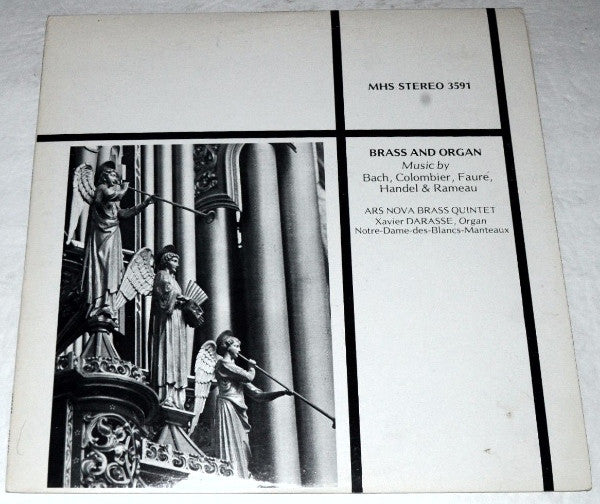 MHS STEREO 3591
BRASS AND ORGAN
Music by
Bach, Colombier, Fauré,
Handel & Rameau
ARS NOVA BRASS QUINTET
Xavier DARASSE, Organ
Notre-Dame-des-Blancs-Manteaux